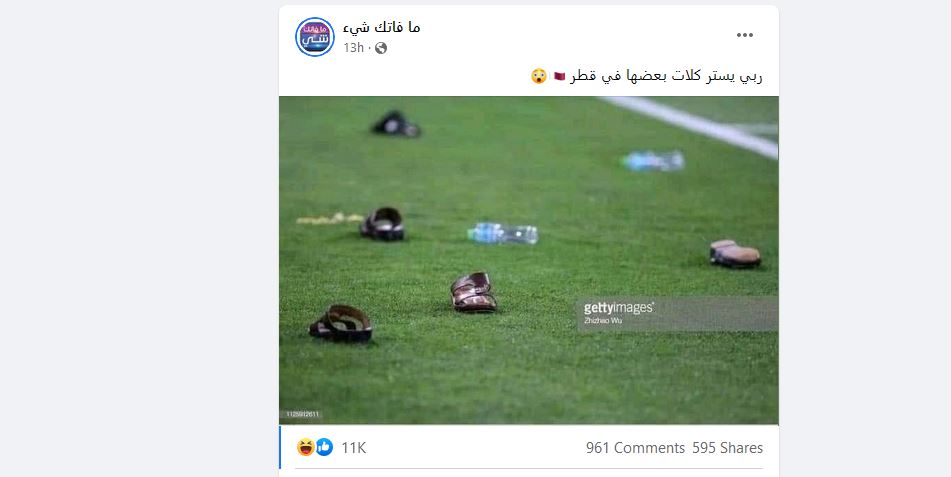 ما فاتك شيء
13h ·
ربي يستر كلات بعضها في قطر
gettyimages®
Zhizhao Wu
1125912611
11K
961 Comments 595 Shares